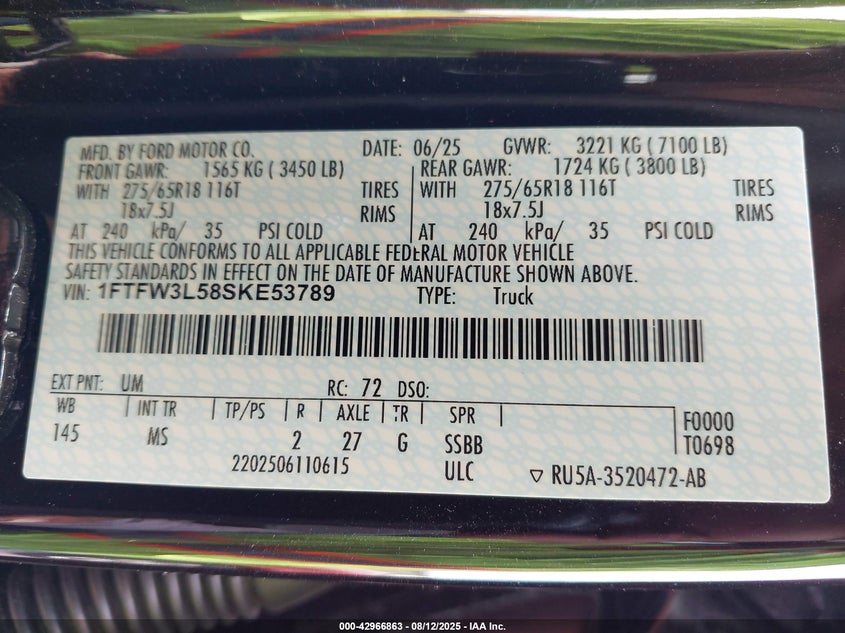 MFD. BY FORD MOTOR CO. DATE: 06/25 GVWR: 3221 KG ( 7100 LB)
FRONT GAWR: 1565 KG ( 3450 LB) REAR GAWR: 1724 KG ( 3800 LB)
WITH 275/65R18 116T TIRES WITH 275/65R18 116T TIRES
18x7.5J RIMS 18x7.5J RIMS
AT 240 kPa/ 35 PSI COLD AT 240 kPa/ 35 PSI COLD
THIS VEHICLE CONFORMS TO ALL APPLICABLE FEDERAL MOTOR VEHICLE
SAFETY STANDARDS IN EFFECT ON THE DATE OF MANUFACTURE SHOWN ABOVE.
VIN: 1FTFW3L58SKE53789 TYPE: Truck
EXT PNT: UM RC: 72 DSO:
WB INT TR TP/PS R AXLE TR SPR F0000
145 MS 2 27 G SSBB T0698
2202506110615 ULC ▽ RU5A-3520472-AB
000-42966863 - 08/12/2025 - IAA Inc.